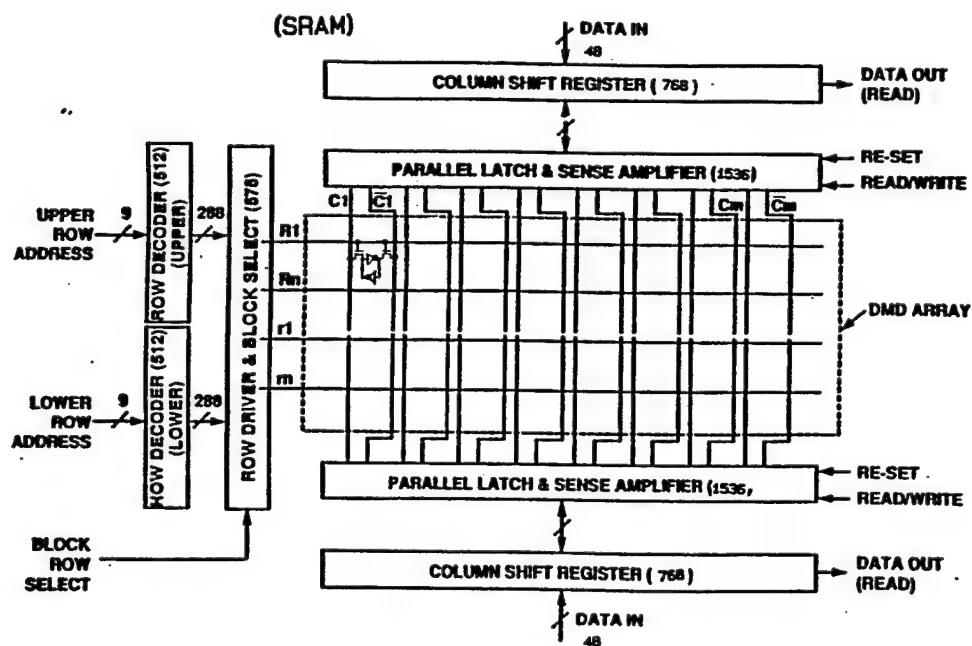 (SRAM)
DATA IN
48
COLUMN SHIFT REGISTER ( 768 )
DATA OUT
(READ)
PARALLEL LATCH & SENSE AMPLIFIER (1536)
RE-SET
READ/WRITE
C1
C̅1̅
Cm
C̅m̅
UPPER
ROW
ADDRESS
9
ROW DECODER (512)
(UPPER)
288
ROW DRIVER & BLOCK SELECT (576)
R1
Rn
r1
rn
DMD ARRAY
LOWER
ROW
ADDRESS
9
ROW DECODER (512)
(LOWER)
288
PARALLEL LATCH & SENSE AMPLIFIER (1536,
RE-SET
READ/WRITE
BLOCK
ROW
SELECT
COLUMN SHIFT REGISTER ( 768 )
DATA OUT
(READ)
DATA IN
48